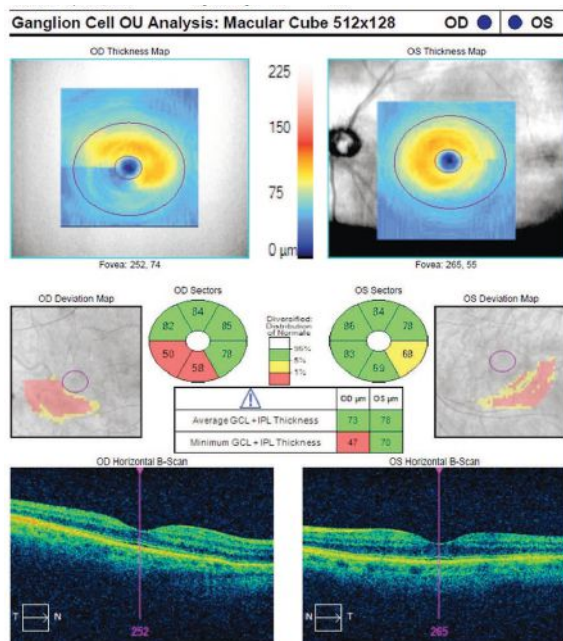 Ganglion Cell OU Analysis: Macular Cube 512x128 OD OS
OD Thickness Map
OS Thickness Map
225
150
75
0 µm
Fovea: 252, 74
Fovea: 265, 55
OD Deviation Map
OD Sectors
OS Sectors
OS Deviation Map
84
82
85
50
78
58
Diversified:
Distribution
of Normals
95%
5%
1%
84
86
78
83
68
69
OD µm OS µm
Average GCL + IPL Thickness 73 78
Minimum GCL + IPL Thickness 47 70
OD Horizontal B-Scan
OS Horizontal B-Scan
T N
252
T N
265